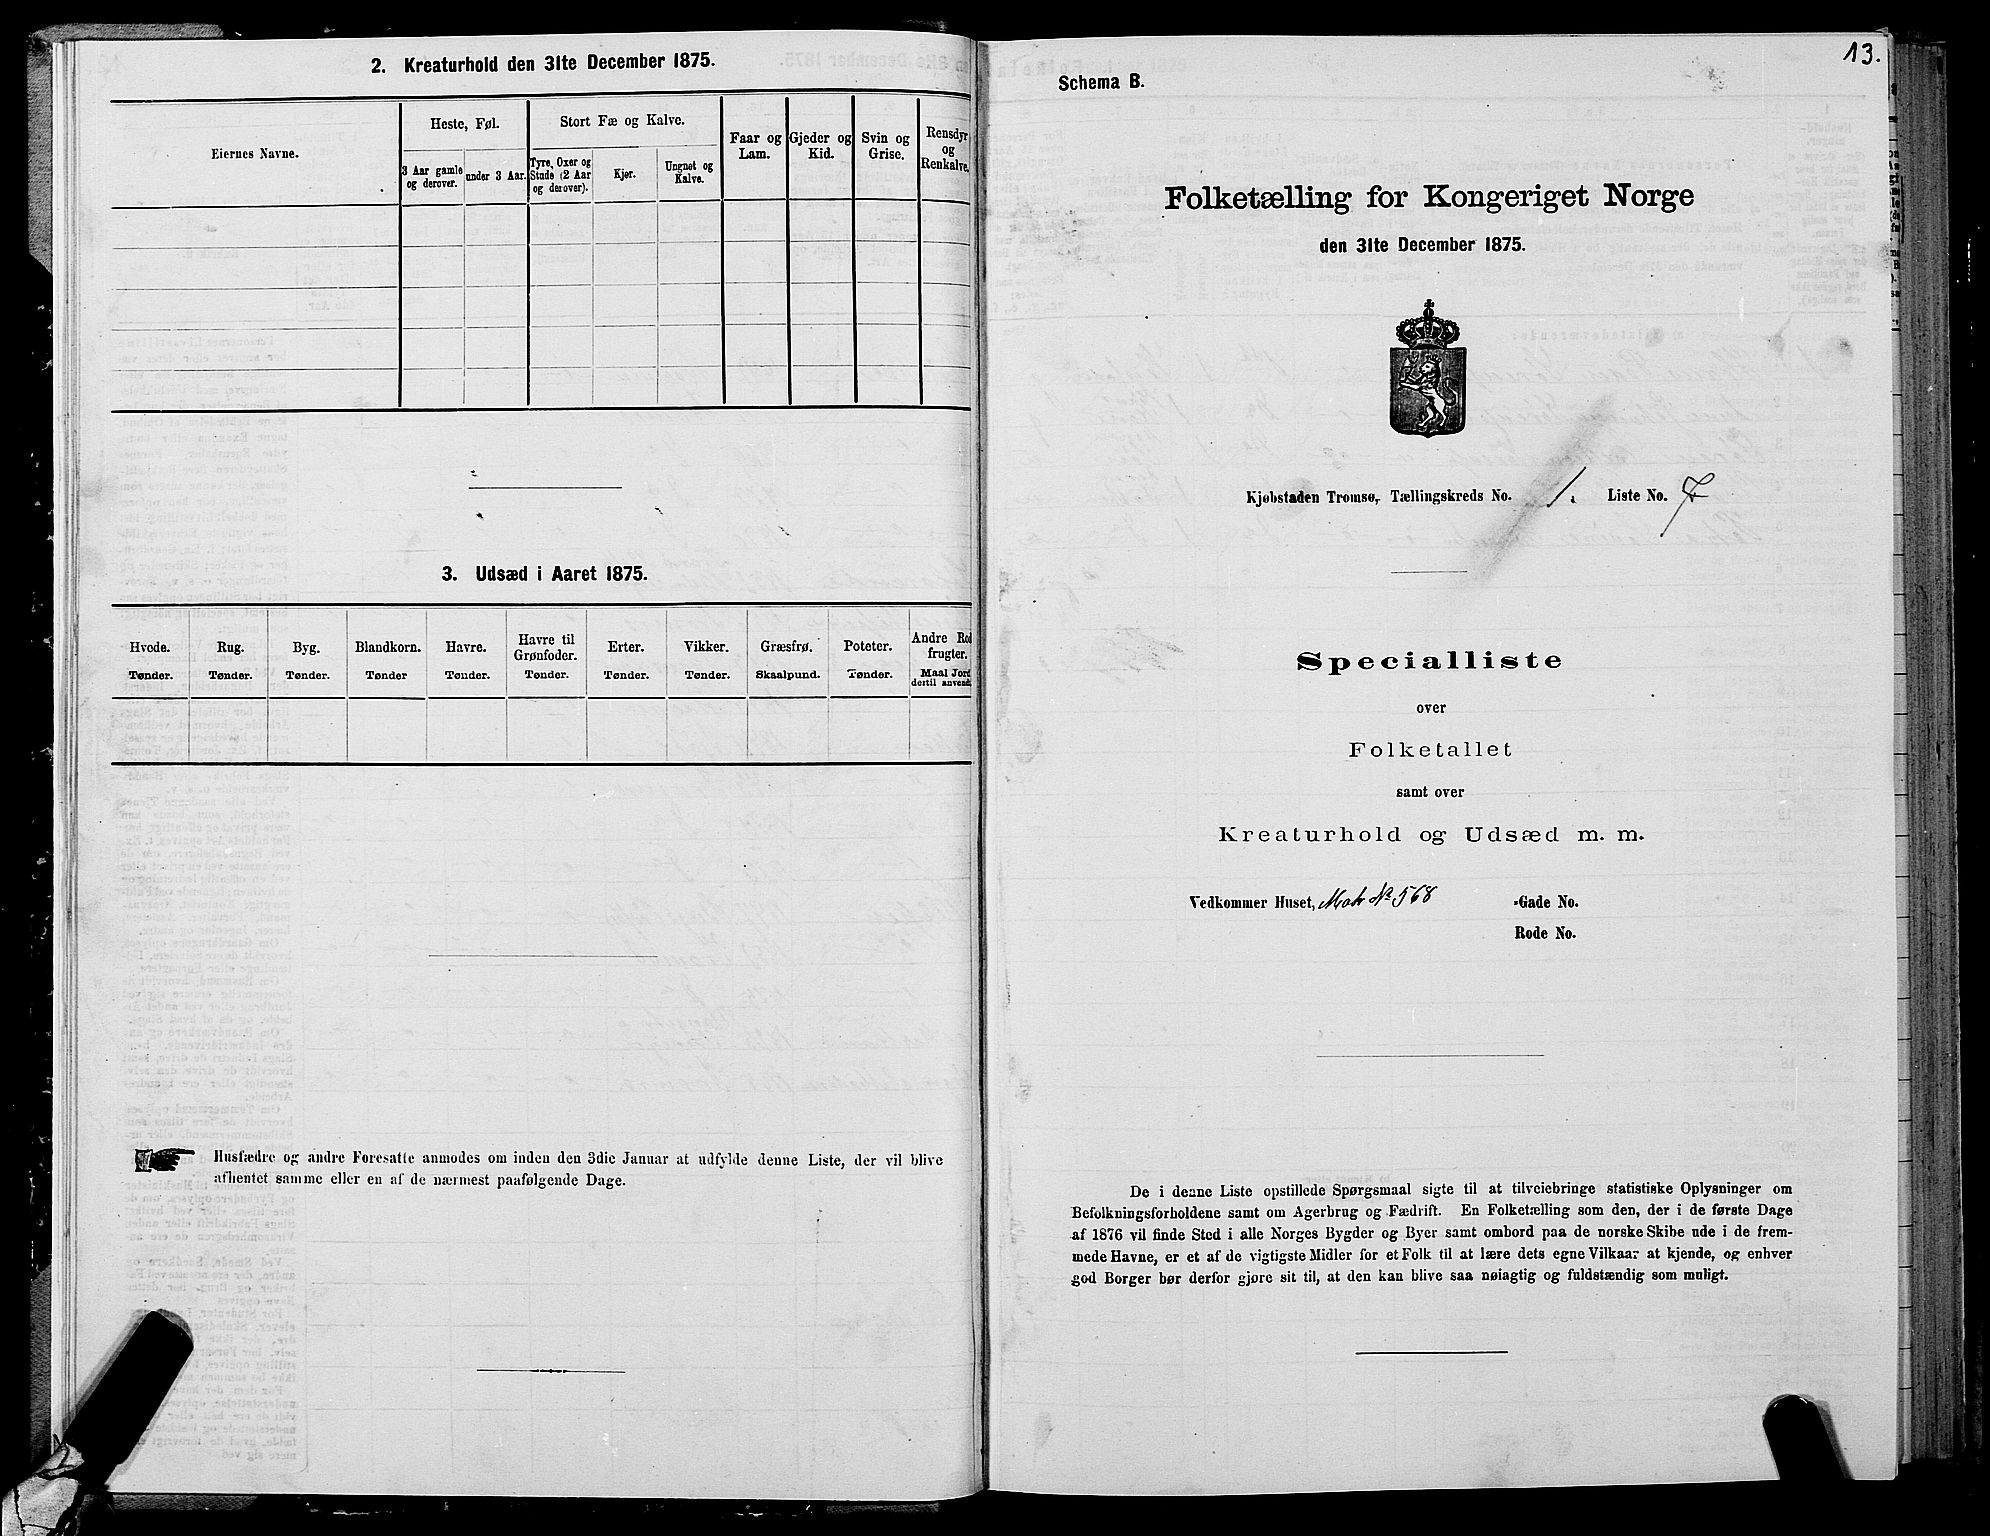 2. Kreaturhold den 31te December 1875.
Eiernes Navne.
Heste, Føl.
3 Aar gamle og derover.
under 3 Aar.
Stort Fæ og Kalve.
Tyre, Oxer og Stude (2 Aar og derover).
Kjør.
Ungnet og Kalve.
Faar og Lam.
Gjeder og Kid.
Svin og Grise.
Rensdyr og Renkalve.
3. Udsæd i Aaret 1875.
Hvede. Tønder.
Rug. Tønder.
Byg. Tønder.
Blandkorn. Tønder
Havre. Tønder.
Havre til Grønfoder. Tønder.
Erter. Tønder.
Vikker. Tønder.
Græsfrø. Skaalpund.
Poteter. Tønder.
Andre Rod frugter. Maal Jord dertil anvend
Husfædre og andre Foresatte anmodes om inden den 3die Januar at udfylde denne Liste, der vil blive
afhentet samme eller en af de nærmest paafølgende Dage.
13.
Schema B.
Folketælling for Kongeriget Norge
den 31te December 1875.
Kjøbstaden Tromsø, Tællingskreds No. 1. Liste No. 7
Specialliste
over
Folketallet
samt over
Kreaturhold og Udsæd m. m.
Vedkommer Huset, Mat No 568 -Gade No.
Rode No.
De i denne Liste opstillede Spørgsmaal sigte til at tilveiebringe statistiske Oplysninger om
Befolkningsforholdene samt om Agerbrug og Fædrift. En Folketælling som den, der i de første Dage
af 1876 vil finde Sted i alle Norges Bygder og Byer samt ombord paa de norske Skibe ude i de frem-
mede Havne, er et af de vigtigste Midler for et Folk til at lære dets egne Vilkaar at kjende, og enhver
god Borger bør derfor gjøre sit til, at den kan blive saa nøiagtig og fuldstændig som muligt.